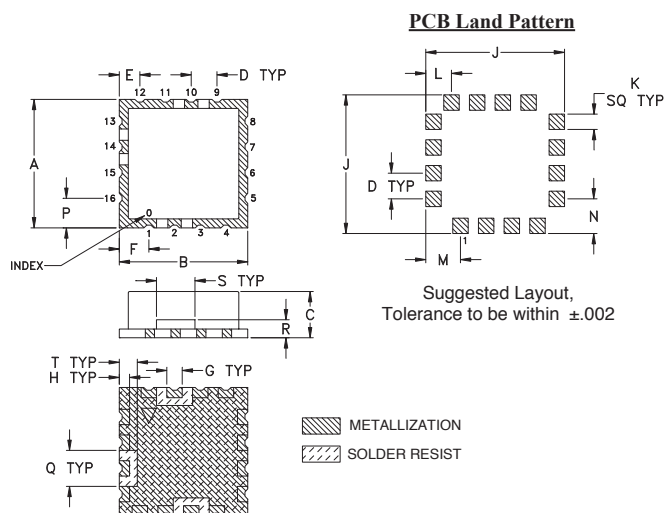 PCB Land Pattern
E
D TYP
12 11 10 9
13
14
15
16
8
7
6
5
A
P
0
1 2 3 4
F
B
INDEX
J
L
K
SQ TYP
J
D TYP
N
M
1
Suggested Layout,
Tolerance to be within ±.002
S TYP
R
C
T TYP
H TYP
G TYP
Q TYP
METALLIZATION
SOLDER RESIST